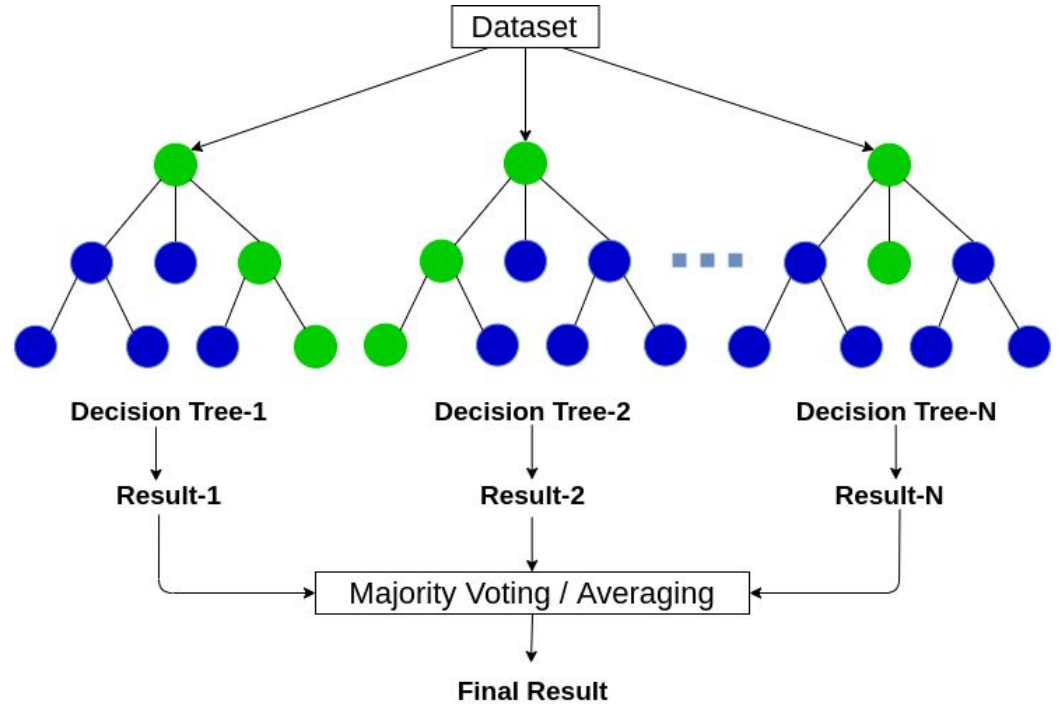 Dataset
Decision Tree-1
Decision Tree-2
Decision Tree-N
Result-1
Result-2
Result-N
Majority Voting / Averaging
Final Result